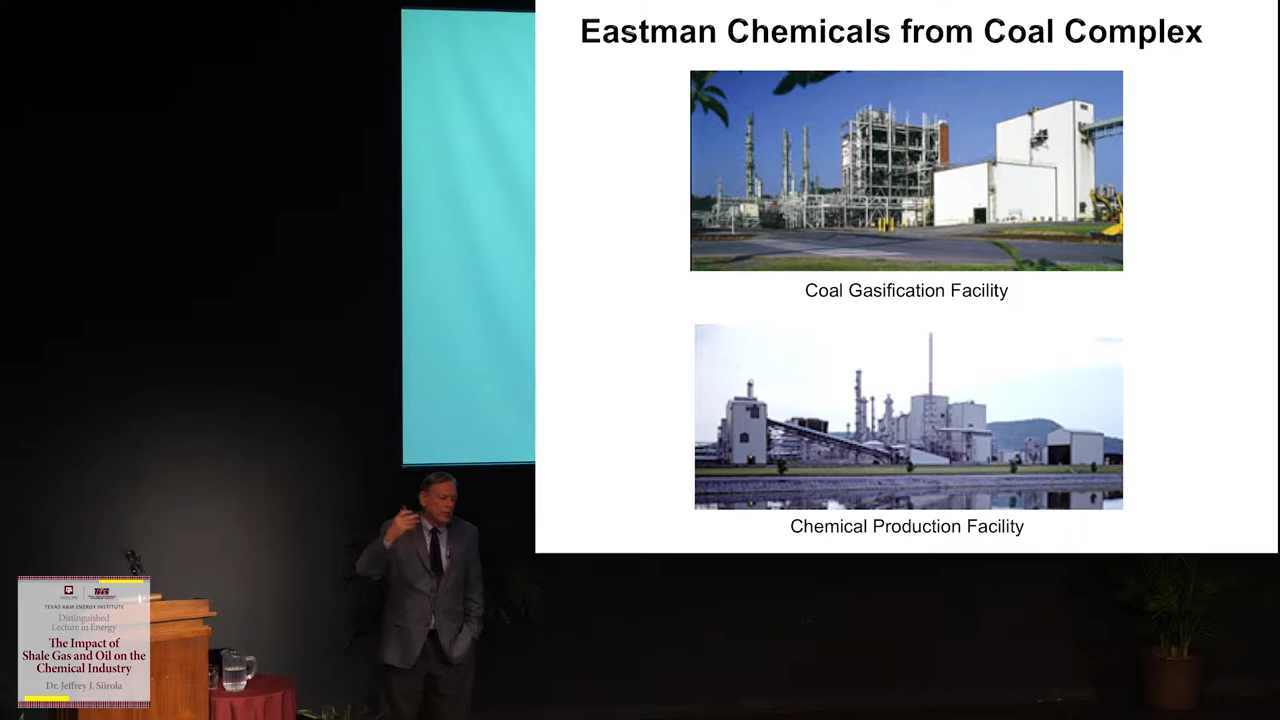 Eastman Chemicals from Coal Complex
Coal Gasification Facility
Chemical Production Facility
TEXAS A&M ENERGY INSTITUTE
Distinguished
Lecture in Energy
The Impact of
Shale Gas and Oil on the
Chemical Industry
Dr. Jeffrey J. Siirola